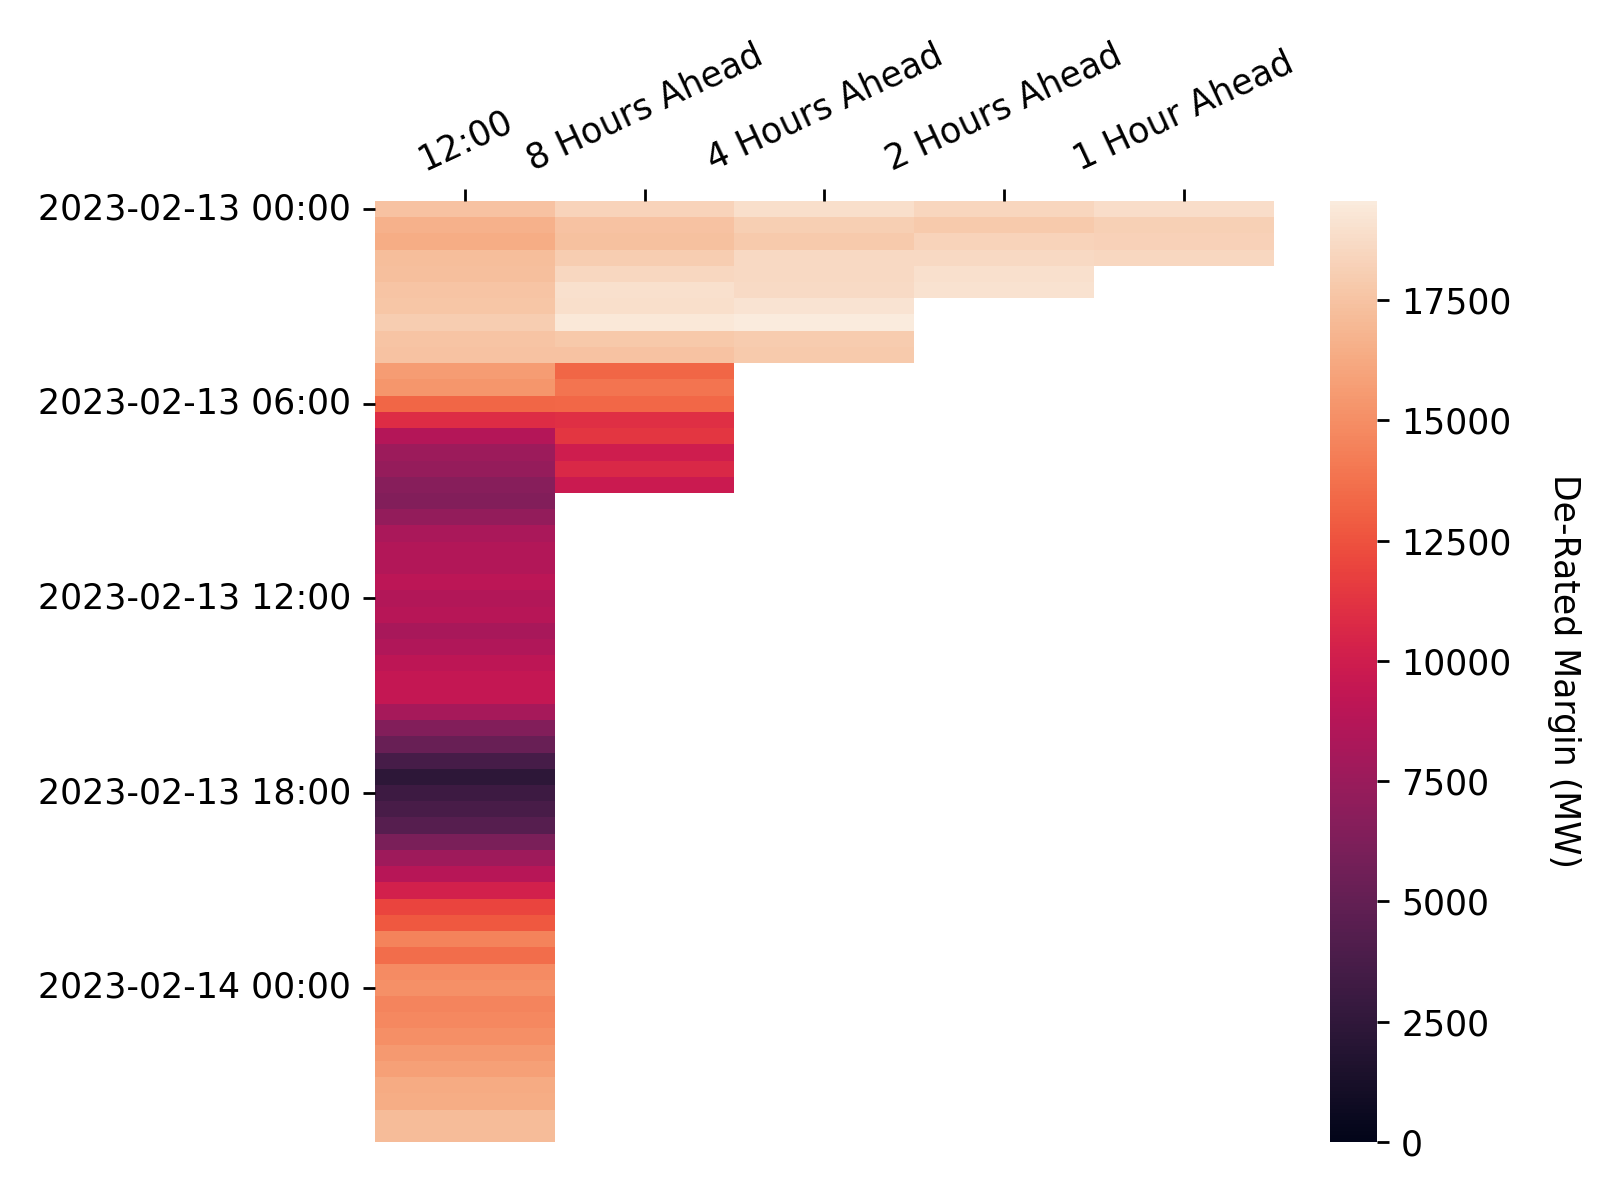 12:00
8 Hours Ahead
4 Hours Ahead
2 Hours Ahead
1 Hour Ahead
2023-02-13 00:00
2023-02-13 06:00
2023-02-13 12:00
2023-02-13 18:00
2023-02-14 00:00
17500
15000
12500
10000
7500
5000
2500
0
De-Rated Margin (MW)